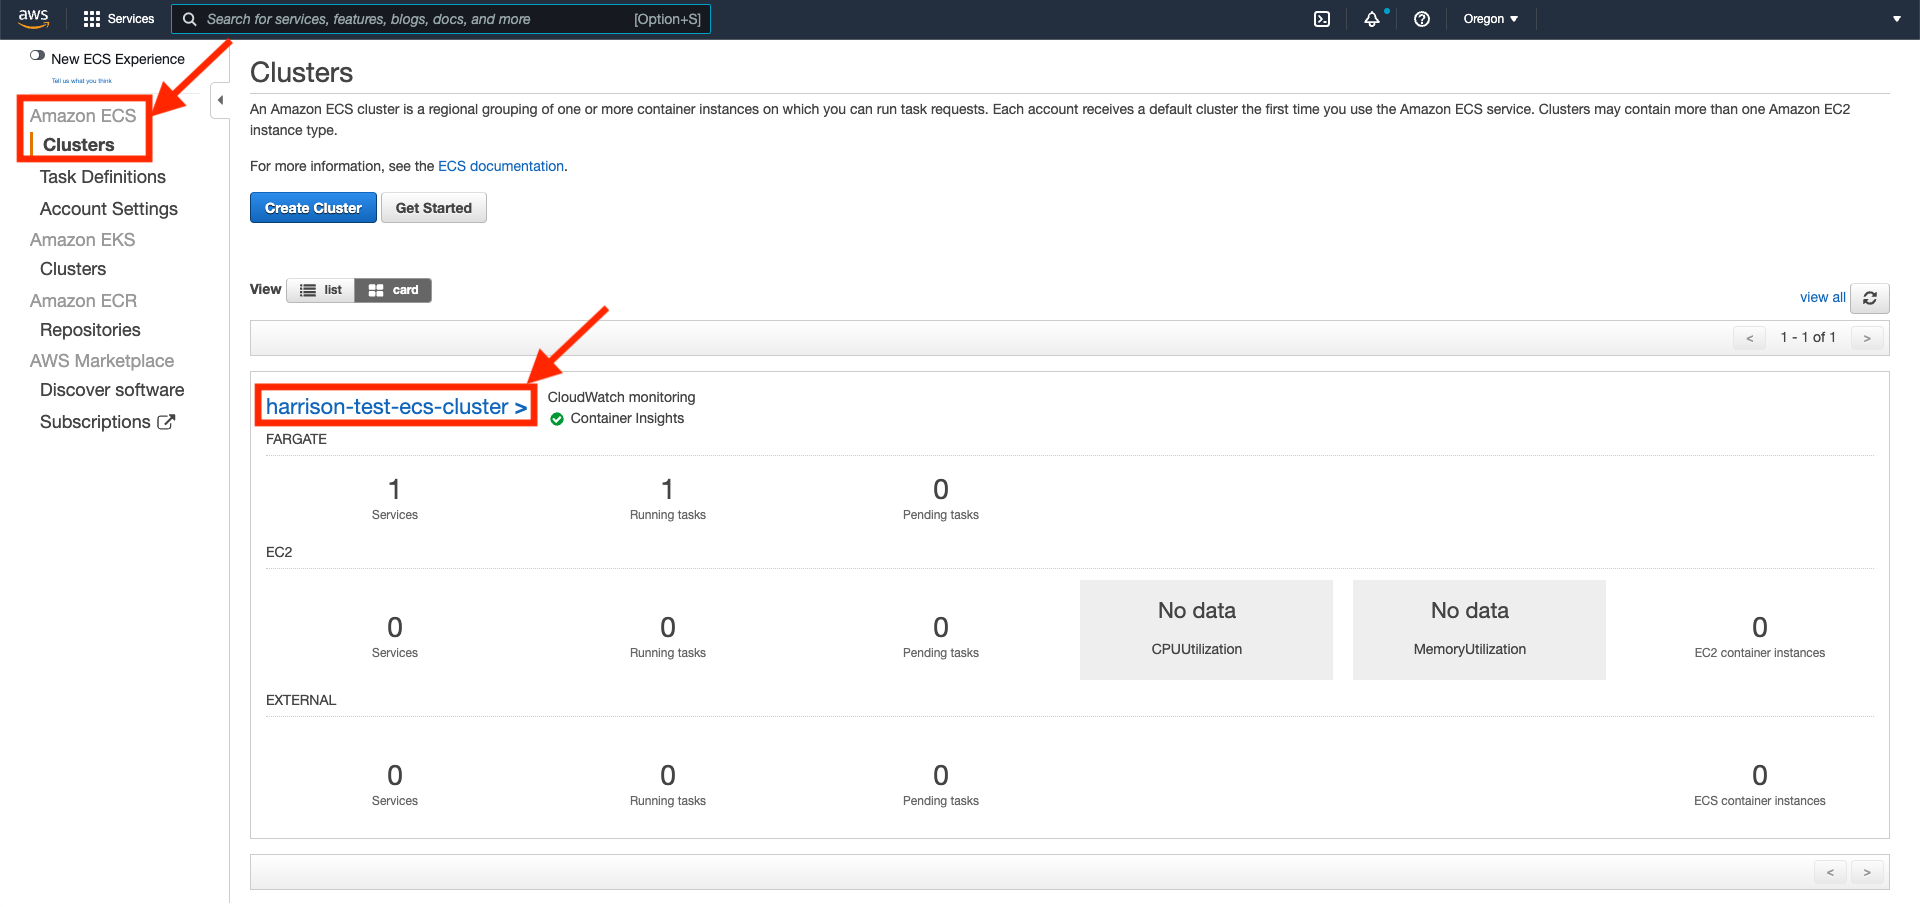 aws
Services
Search for services, features, blogs, docs, and more
[Option+S]
Oregon
New ECS Experience
Tell us what you think
Amazon ECS
Clusters
Task Definitions
Account Settings
Amazon EKS
Clusters
Amazon ECR
Repositories
AWS Marketplace
Discover software
Subscriptions
Clusters
An Amazon ECS cluster is a regional grouping of one or more container instances on which you can run task requests. Each account receives a default cluster the first time you use the Amazon ECS service. Clusters may contain more than one Amazon EC2
instance type.
For more information, see the ECS documentation.
Create Cluster
Get Started
View
list
card
view all
< 1 - 1 of 1 >
harrison-test-ecs-cluster >
CloudWatch monitoring
Container Insights
FARGATE
1
Services
1
Running tasks
0
Pending tasks
EC2
0
Services
0
Running tasks
0
Pending tasks
No data
CPUUtilization
No data
MemoryUtilization
0
EC2 container instances
EXTERNAL
0
Services
0
Running tasks
0
Pending tasks
0
ECS container instances
< >